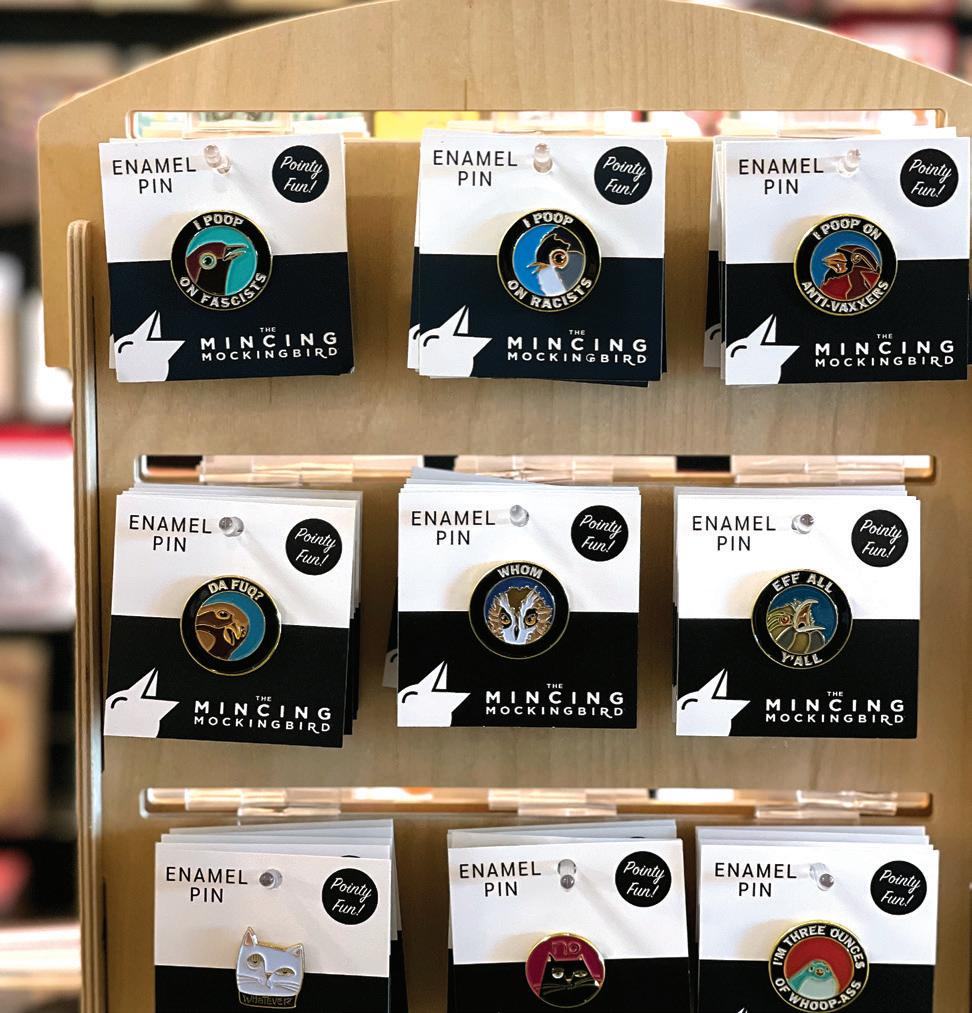 ENAMEL
PIN
Pointy
Fun!
I POOP
ON FASCISTS
THE
MINCING
MOCKINGBIRD
ENAMEL
PIN
Pointy
Fun!
I POOP
ON RACISTS
THE
MINCING
MOCKINGBIRD
ENAMEL
PIN
Pointy
Fun!
I POOP ON
ANTI-VAXXERS
THE
MINCING
MOCKINGBIRD
ENAMEL
PIN
Pointy
Fun!
DA FUQ?
THE
MINCING
MOCKINGBIRD
ENAMEL
PIN
Pointy
Fun!
WHOM
THE
MINCING
MOCKINGBIRD
ENAMEL
PIN
Pointy
Fun!
EFF ALL
Y'ALL
THE
MINCING
MOCKINGBIRD
ENAMEL
PIN
Pointy
Fun!
WHATEVER
ENAMEL
PIN
Pointy
Fun!
no
ENAMEL
PIN
Pointy
Fun!
I'M THREE OUNCES
OF WHOOP-ASS